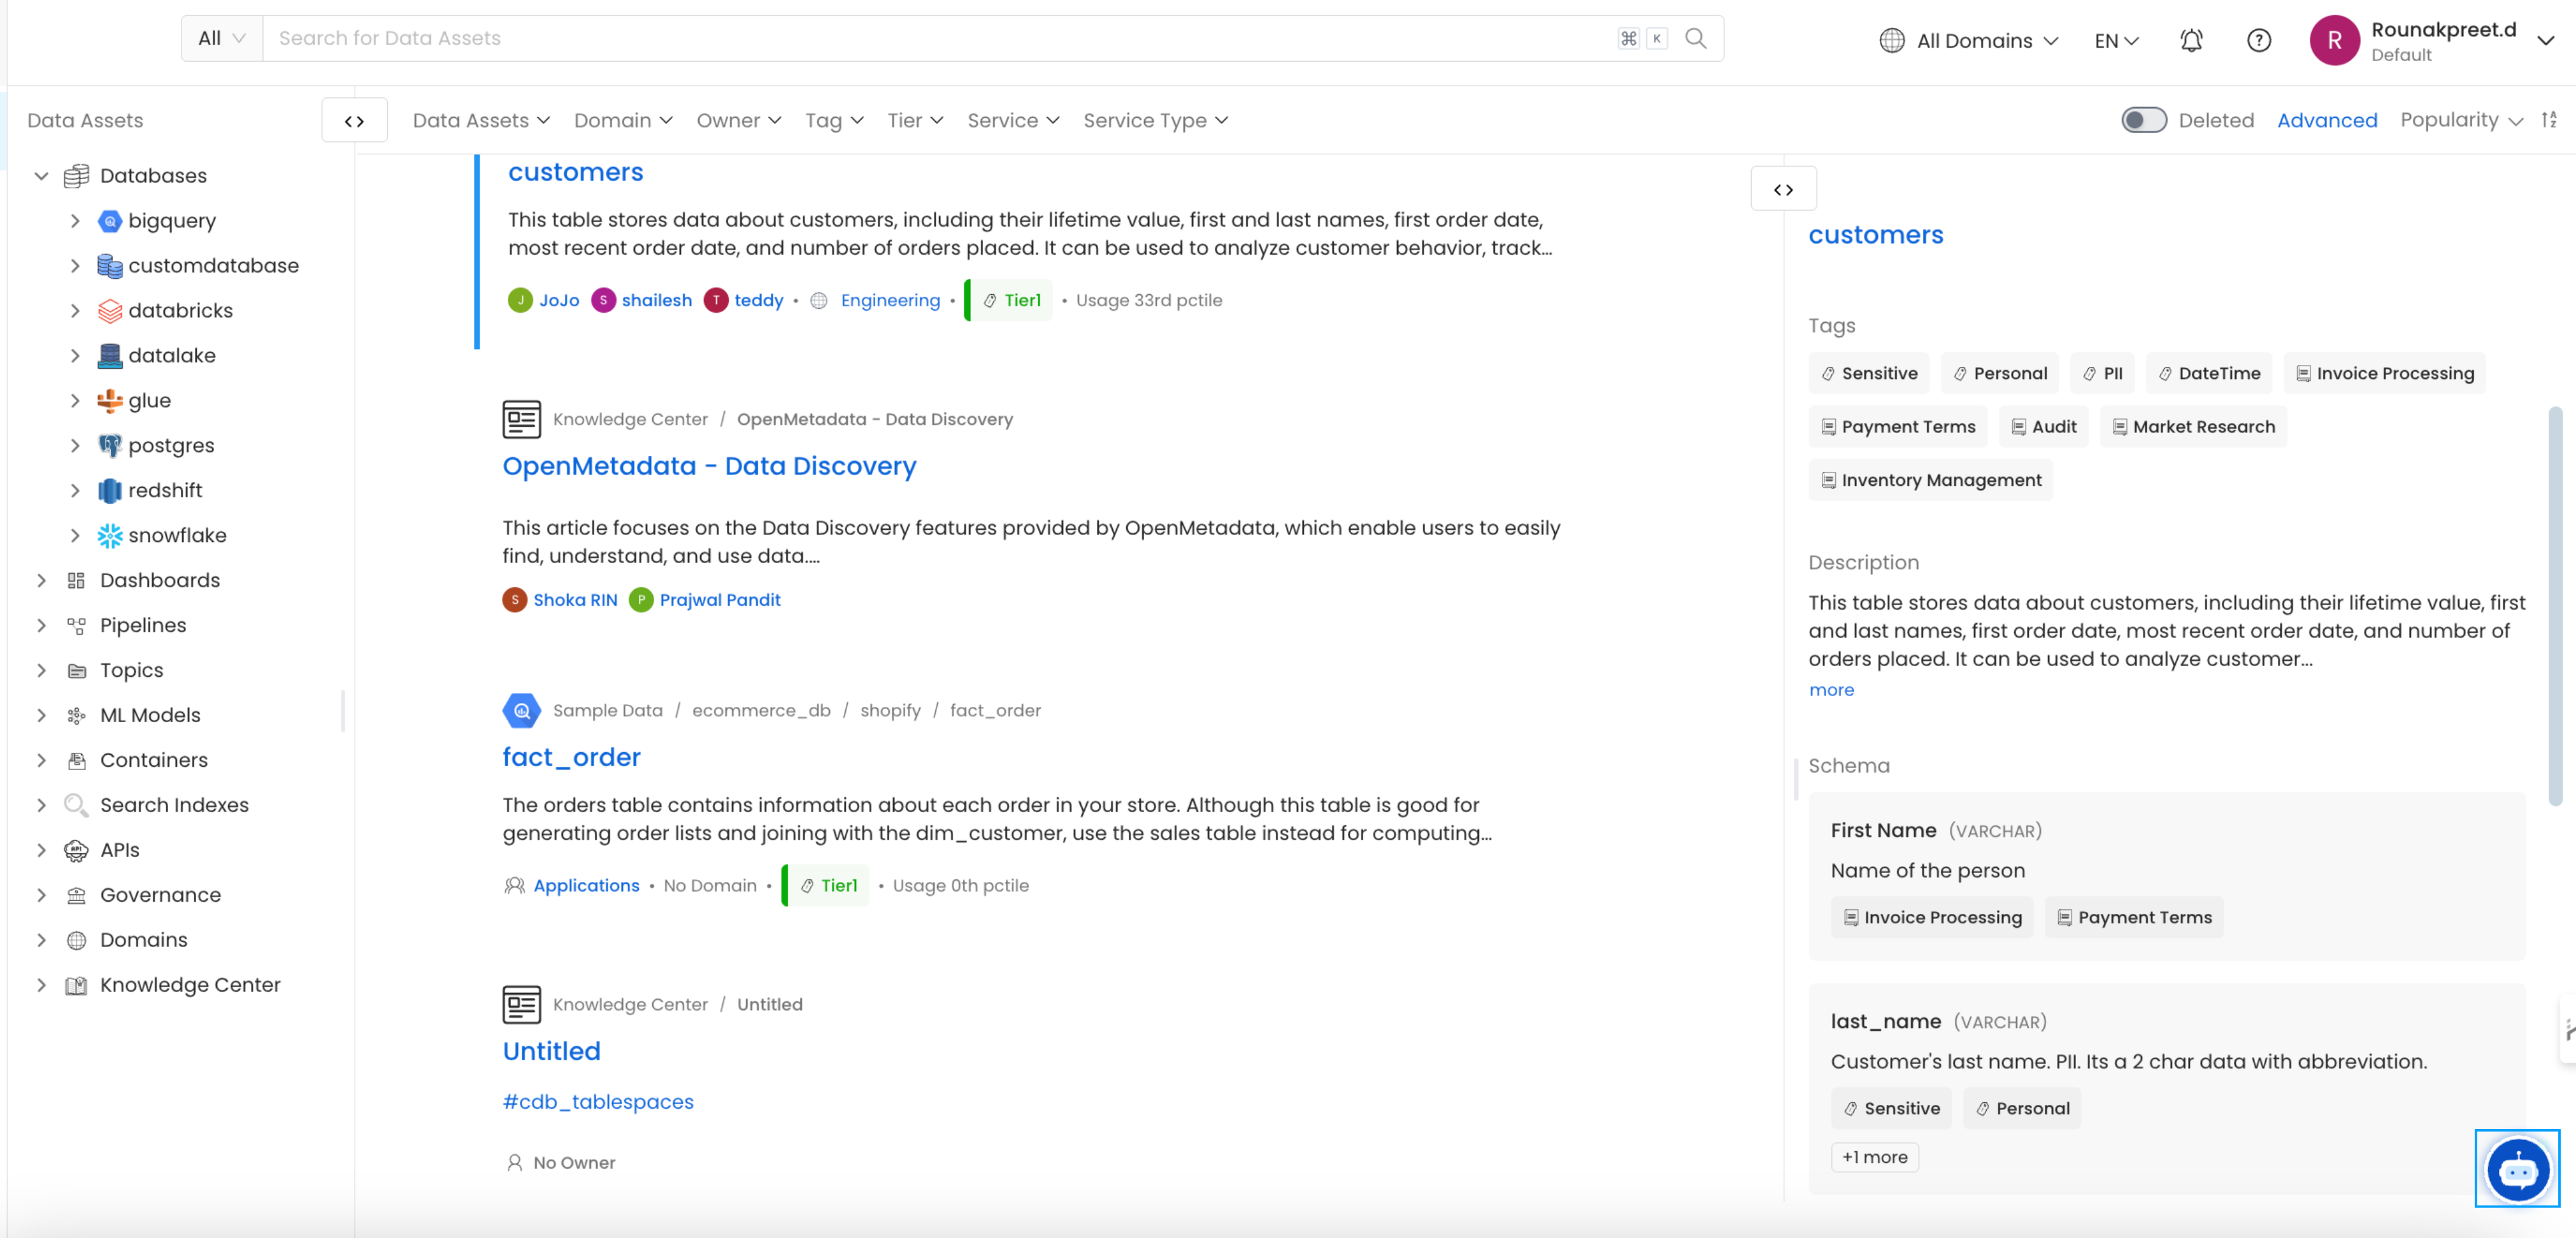 All
Search for Data Assets
⌘ K
All Domains
EN
R
Rounakpreet.d
Default
Data Assets
Data Assets Domain Owner Tag Tier Service Service Type
Deleted Advanced Popularity
Databases
bigquery
customdatabase
databricks
datalake
glue
postgres
redshift
snowflake
Dashboards
Pipelines
Topics
ML Models
Containers
Search Indexes
APIs
Governance
Domains
Knowledge Center
customers
This table stores data about customers, including their lifetime value, first and last names, first order date,
most recent order date, and number of orders placed. It can be used to analyze customer behavior, track...
J JoJo S shailesh T teddy • Engineering • Tier1 • Usage 33rd pctile
Knowledge Center / OpenMetadata - Data Discovery
OpenMetadata - Data Discovery
This article focuses on the Data Discovery features provided by OpenMetadata, which enable users to easily
find, understand, and use data....
S Shoka RIN P Prajwal Pandit
Sample Data / ecommerce_db / shopify / fact_order
fact_order
The orders table contains information about each order in your store. Although this table is good for
generating order lists and joining with the dim_customer, use the sales table instead for computing...
Applications • No Domain • Tier1 • Usage 0th pctile
Knowledge Center / Untitled
Untitled
#cdb_tablespaces
No Owner
customers
Tags
Sensitive Personal PII DateTime Invoice Processing
Payment Terms Audit Market Research
Inventory Management
Description
This table stores data about customers, including their lifetime value, first
and last names, first order date, most recent order date, and number of
orders placed. It can be used to analyze customer...
more
Schema
First Name (VARCHAR)
Name of the person
Invoice Processing Payment Terms
last_name (VARCHAR)
Customer's last name. PII. Its a 2 char data with abbreviation.
Sensitive Personal
+1 more